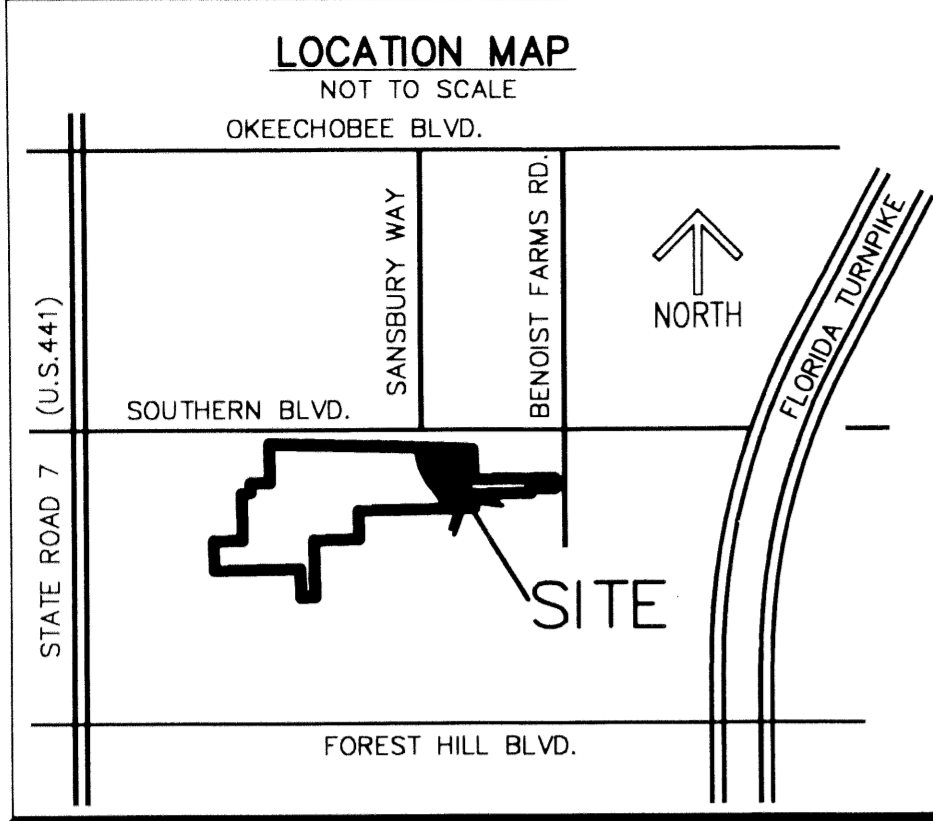 LOCATION MAP
NOT TO SCALE
OKEECHOBEE BLVD.
SANSBURY WAY
BENOIST FARMS RD.
NORTH
FLORIDA TURNPIKE
(U.S.441)
SOUTHERN BLVD.
STATE ROAD 7
SITE
FOREST HILL BLVD.